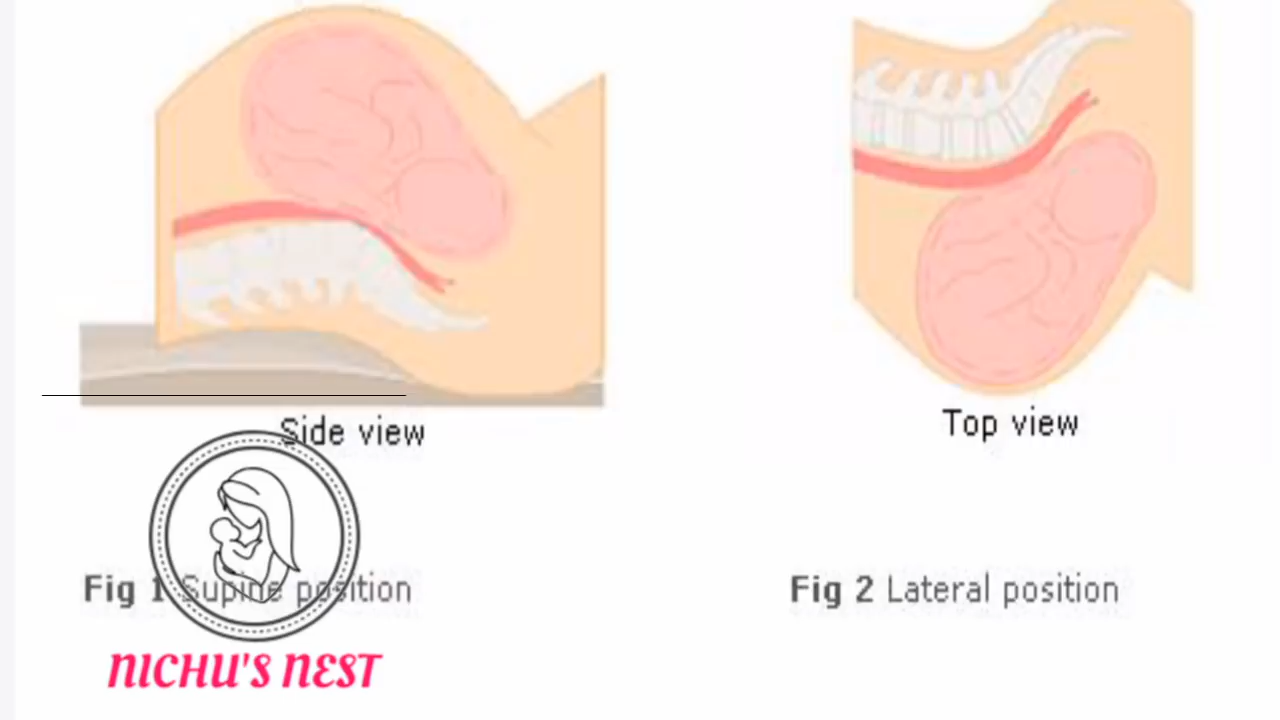 Side view
Top view
Fig 1 Supine position
Fig 2 Lateral position
NICHU'S NEST